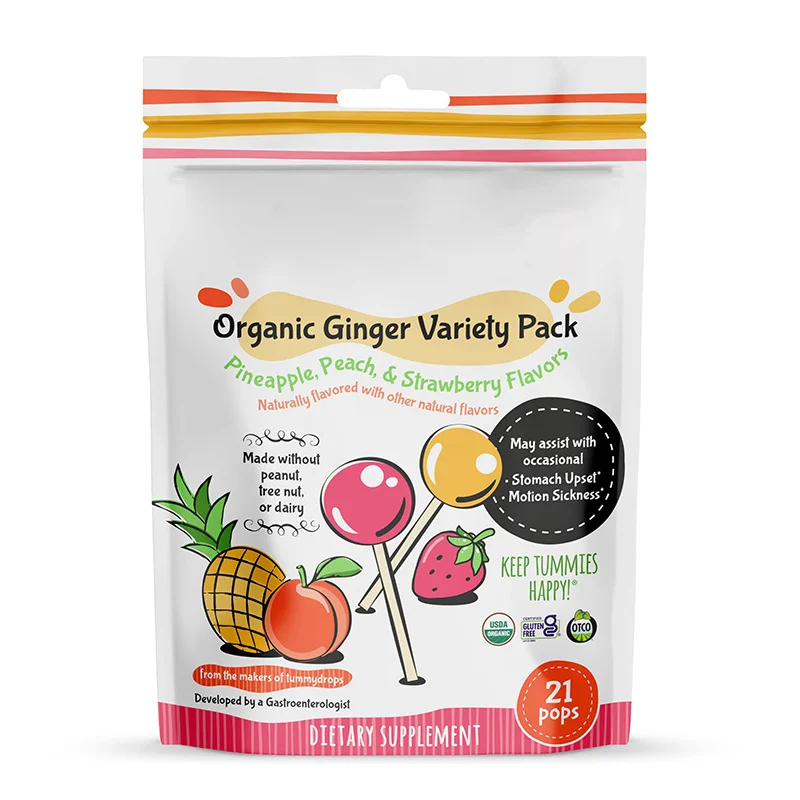 Organic Ginger Variety Pack
Pineapple, Peach, & Strawberry Flavors
Naturally flavored with other natural flavors
Made without
peanut,
tree nut,
or dairy
May assist with
occasional
• Stomach Upset*
• Motion Sickness*
KEEP TUMMIES
HAPPY!®
USDA
ORGANIC
CERTIFIED
GLUTEN
FREE
OTCO
from the makers of tummydrops
Developed by a Gastroenterologist
21
pops
DIETARY SUPPLEMENT